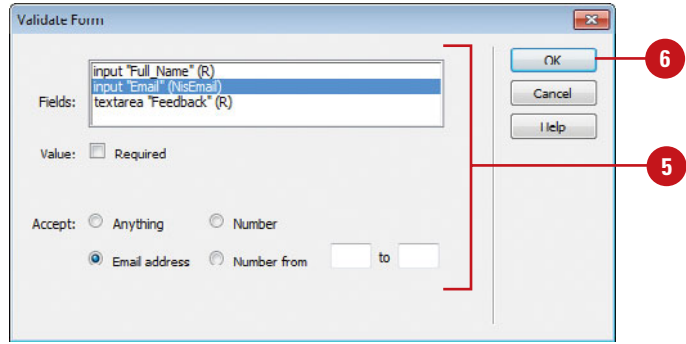 Validate Form
input "Full_Name" (R)
input "Email" (NisEmail)
textarea "Feedback" (R)
Fields:
Value: Required
Accept: Anything Number
Email address Number from to
OK
Cancel
Help
6
5